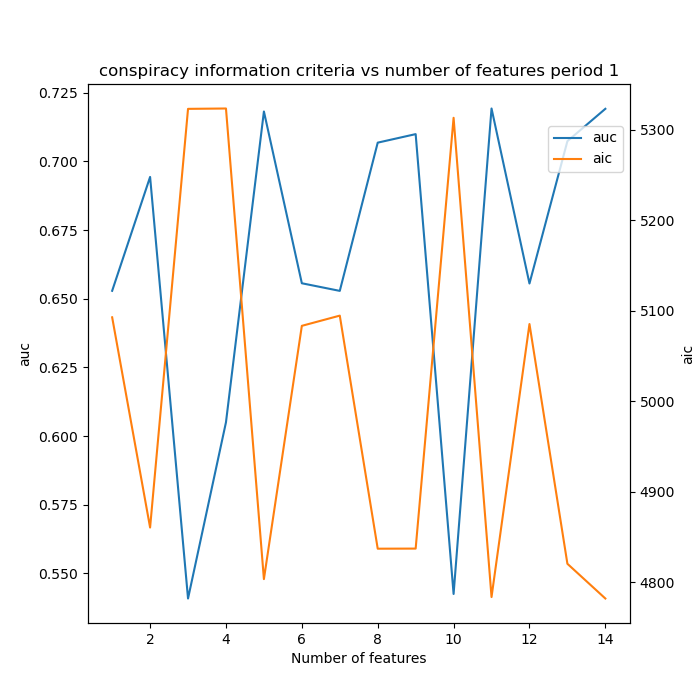 conspiracy information criteria vs number of features period 1
0.725
0.700
0.675
0.650
0.625
0.600
0.575
0.550
auc
5300
5200
5100
5000
4900
4800
aic
auc
aic
2 4 6 8 10 12 14
Number of features